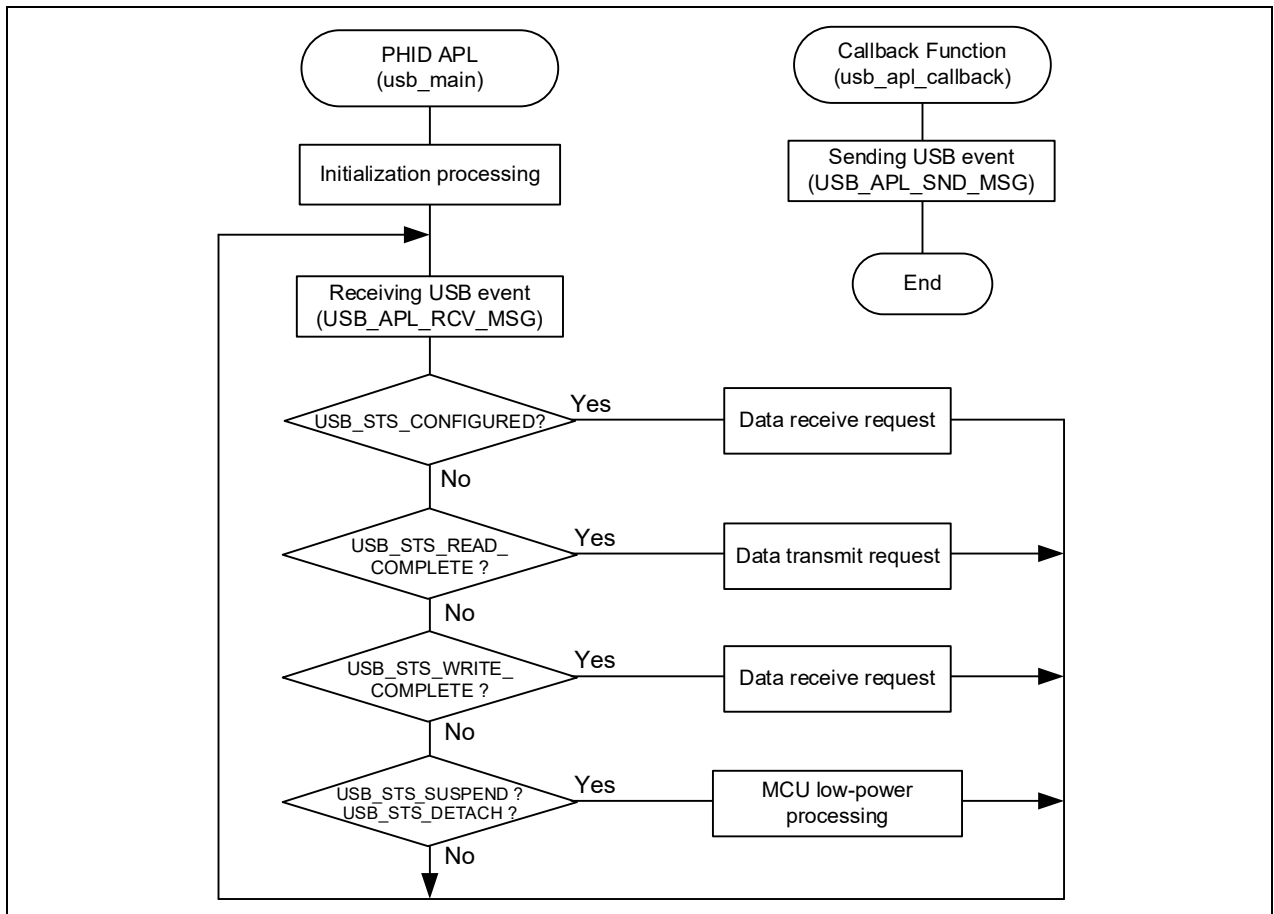 PHID APL
(usb_main)
Initialization processing
Receiving USB event
(USB_APL_RCV_MSG)
USB_STS_CONFIGURED?
Yes
Data receive request
No
USB_STS_READ_
COMPLETE ?
Yes
Data transmit request
No
USB_STS_WRITE_
COMPLETE ?
Yes
Data receive request
No
USB_STS_SUSPEND ?
USB_STS_DETACH ?
Yes
MCU low-power
processing
No
Callback Function
(usb_apl_callback)
Sending USB event
(USB_APL_SND_MSG)
End